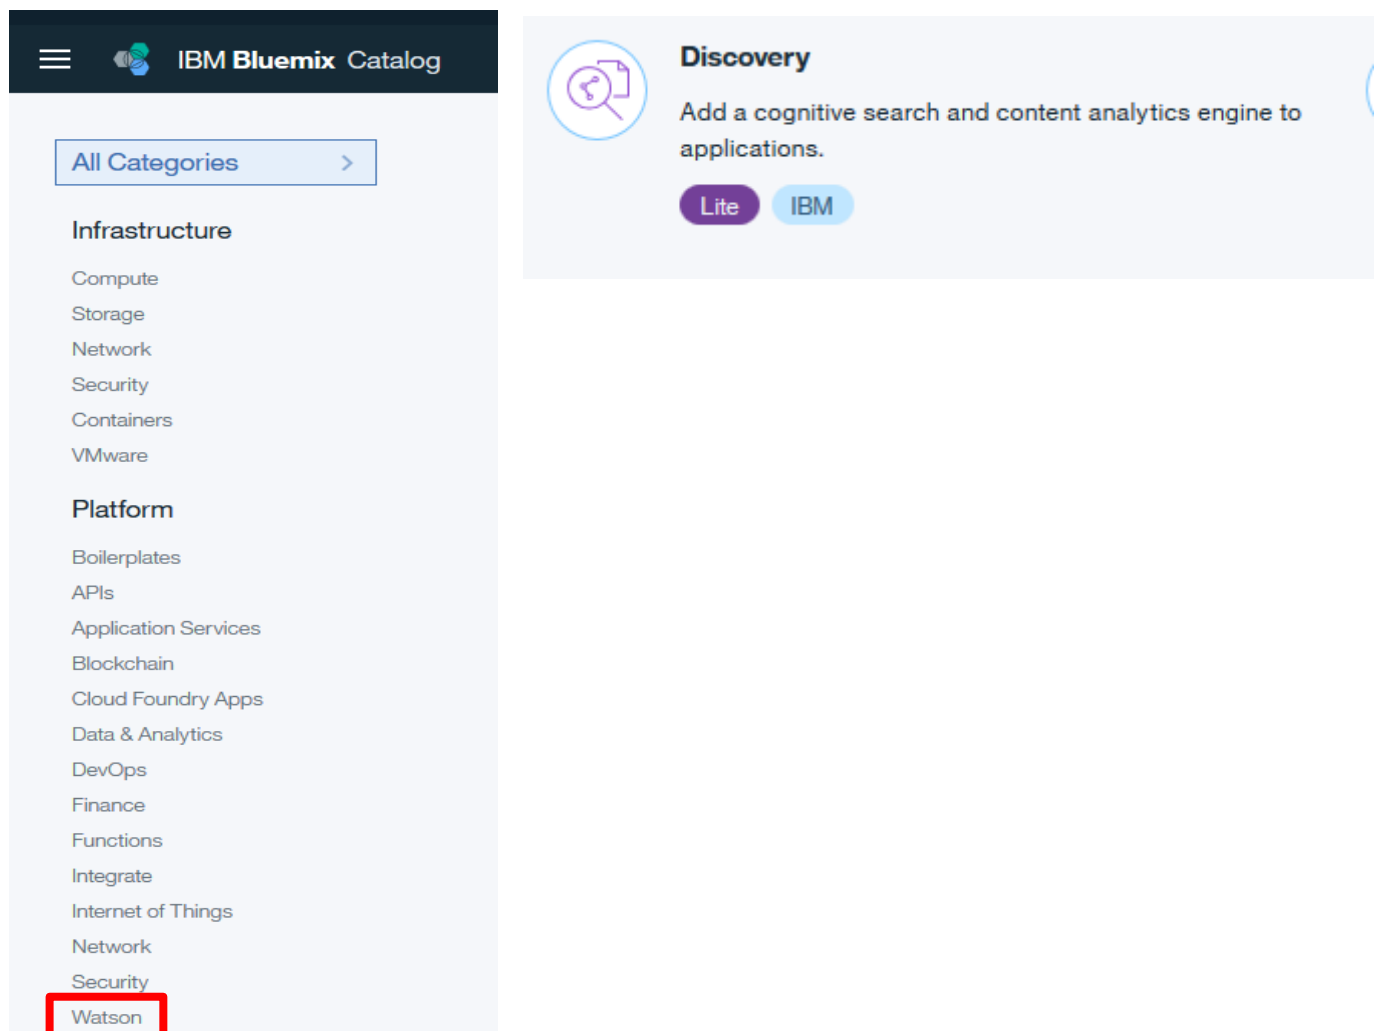 IBM Bluemix Catalog
All Categories >
Infrastructure
Compute
Storage
Network
Security
Containers
VMware
Platform
Boilerplates
APIs
Application Services
Blockchain
Cloud Foundry Apps
Data & Analytics
DevOps
Finance
Functions
Integrate
Internet of Things
Network
Security
Watson
Discovery
Add a cognitive search and content analytics engine to
applications.
Lite IBM